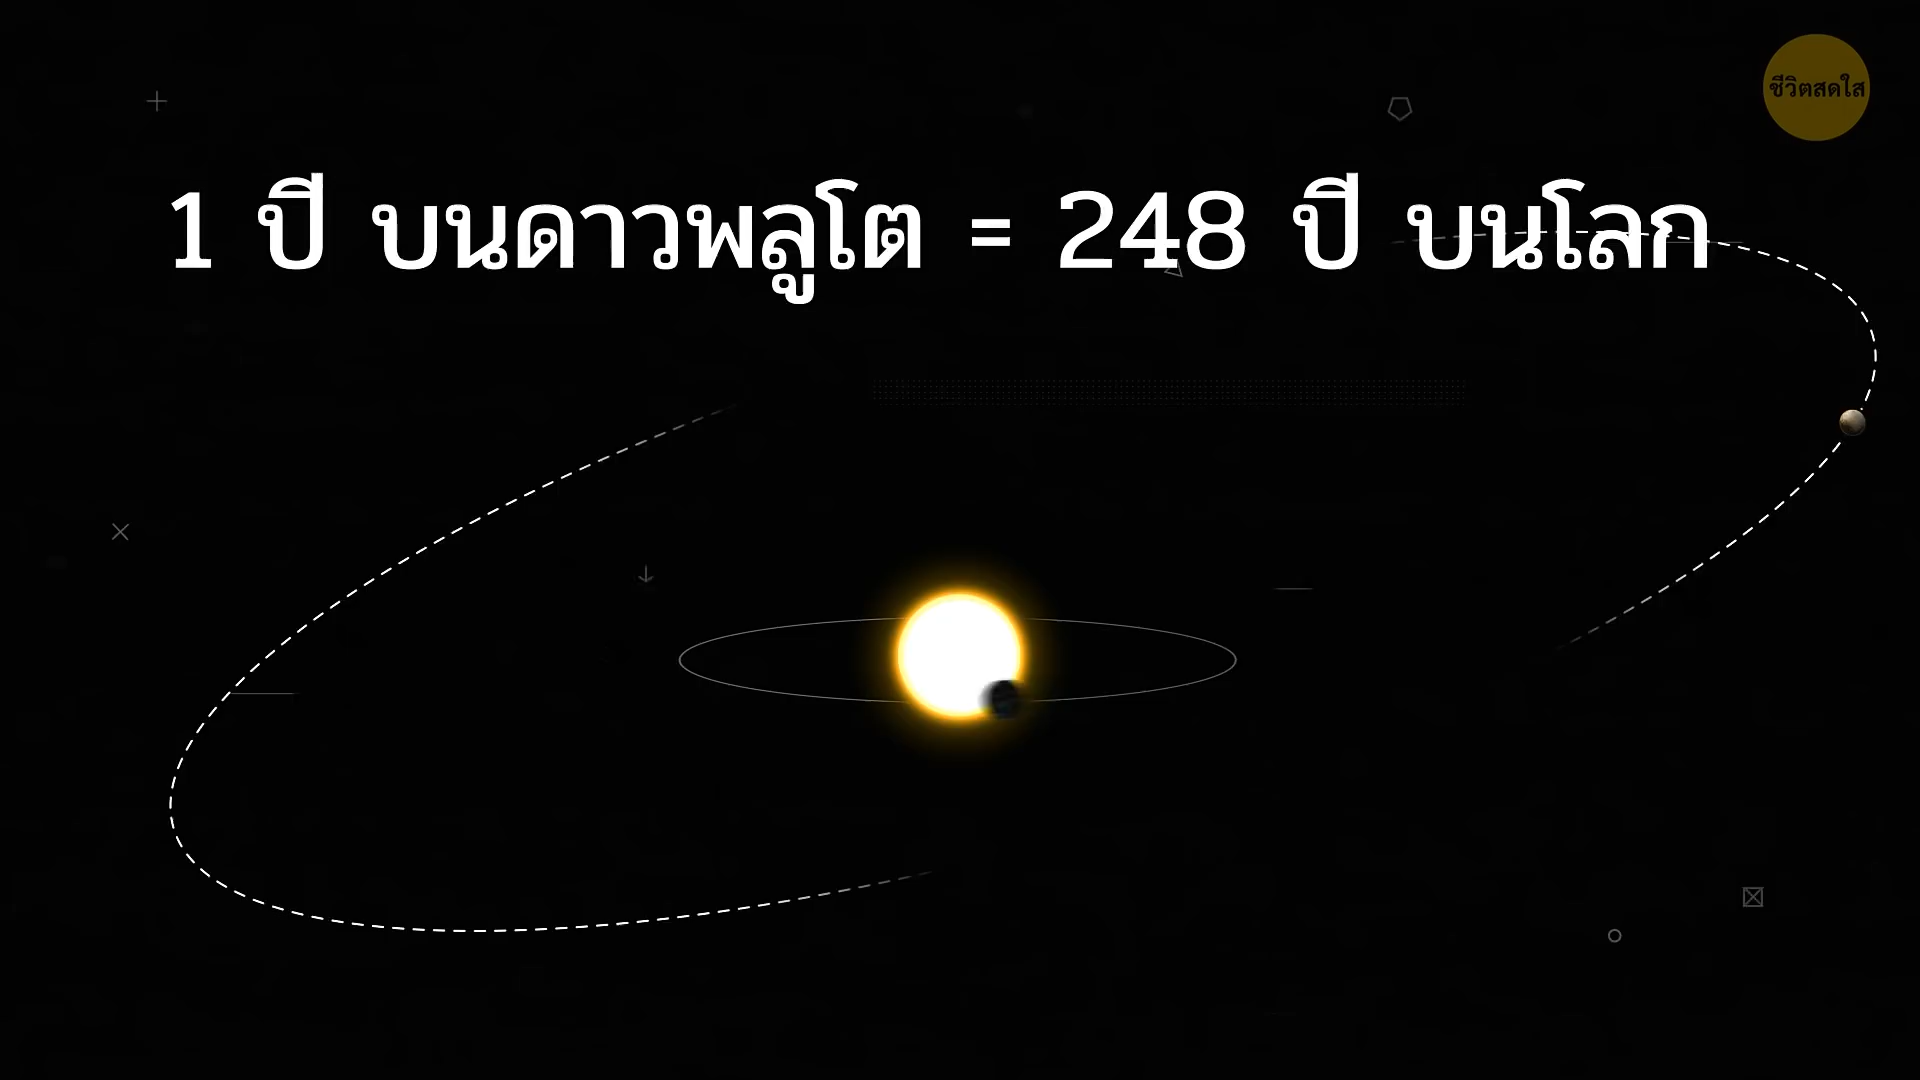 ชีวิตสดใส
1 ปี บนดาวพลูโต = 248 ปี บนโลก